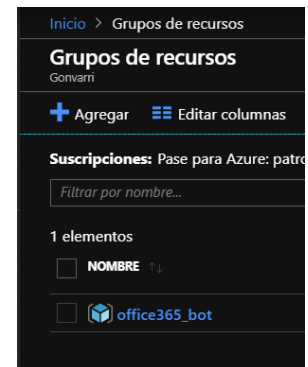 Inicio > Grupos de recursos
Grupos de recursos
Gonvarri
Agregar Editar columnas
Suscripciones: Pase para Azure: patro
Filtrar por nombre...
1 elementos
NOMBRE ↑↓
office365_bot